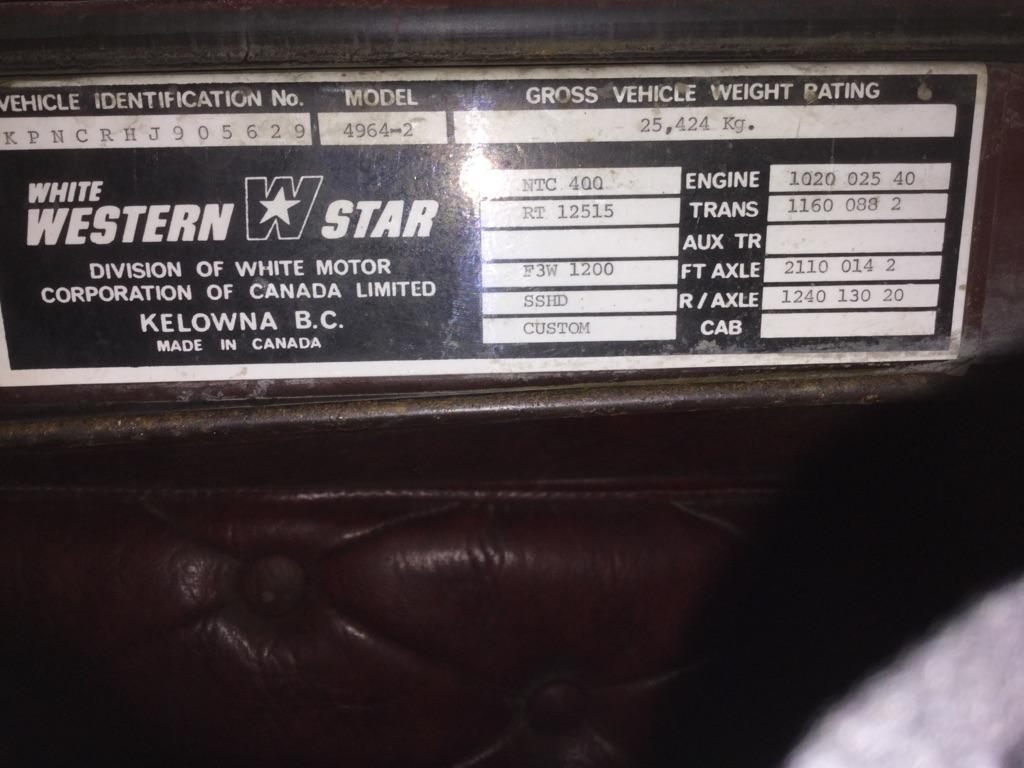 VEHICLE IDENTIFICATION No. MODEL GROSS VEHICLE WEIGHT RATING
KPNCRHJ905629 4964-2 25,424 Kg.
WHITE
WESTERN STAR
DIVISION OF WHITE MOTOR
CORPORATION OF CANADA LIMITED
KELOWNA B.C.
MADE IN CANADA
NTC 400 ENGINE 1020 025 40
RT 12515 TRANS 1160 088 2
AUX TR
F3W 1200 FT AXLE 2110 014 2
SSHD R/AXLE 1240 130 20
CUSTOM CAB